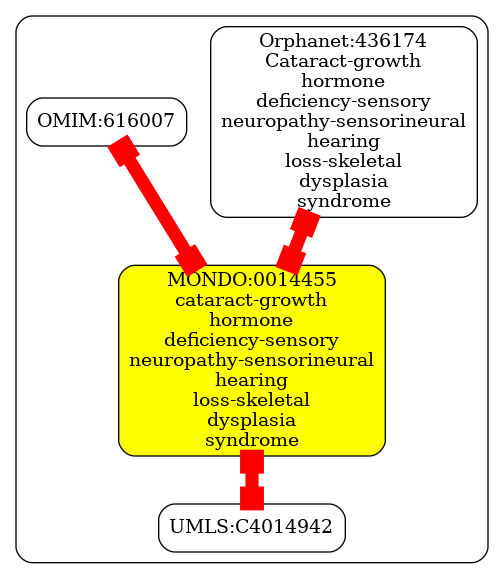 Orphanet:436174
Cataract-growth
hormone
deficiency-sensory
neuropathy-sensorineural
hearing
loss-skeletal
dysplasia
syndrome
OMIM:616007
MONDO:0014455
cataract-growth
hormone
deficiency-sensory
neuropathy-sensorineural
hearing
loss-skeletal
dysplasia
syndrome
UMLS:C4014942